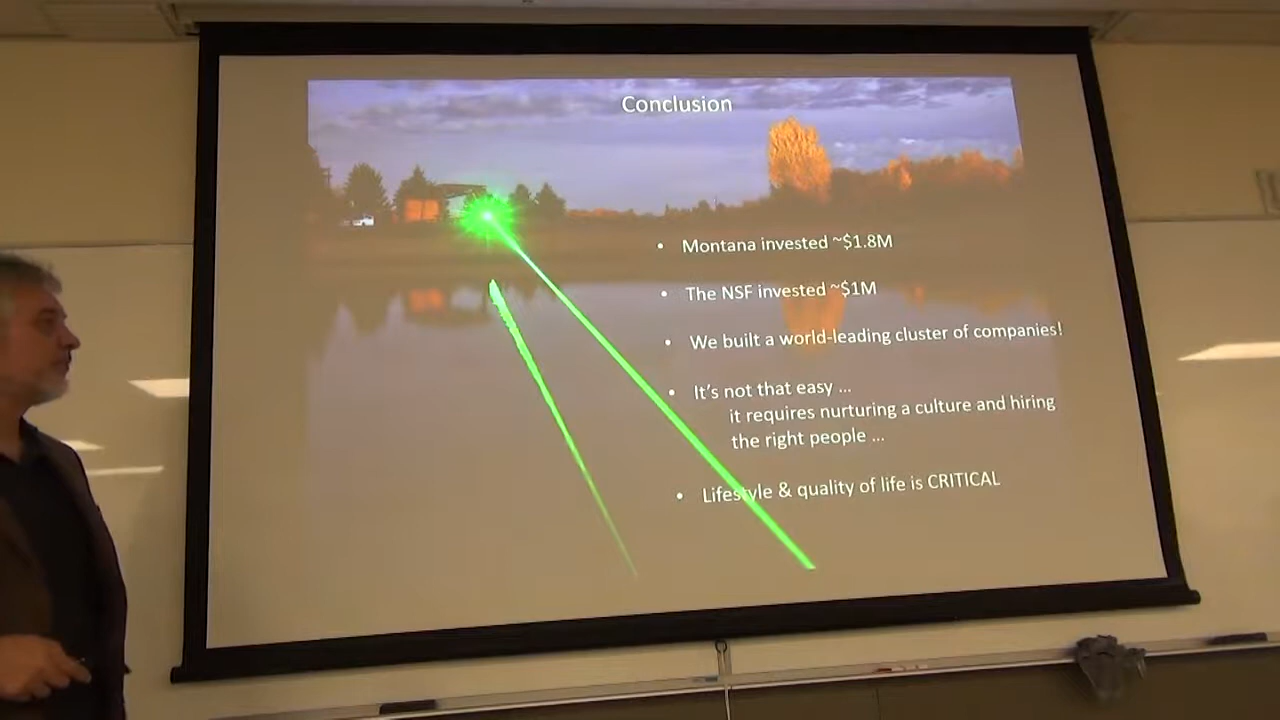 Conclusion
• Montana invested ~$1.8M
• The NSF invested ~$1M
• We built a world-leading cluster of companies!
• It's not that easy ...
it requires nurturing a culture and hiring
the right people ...
• Lifestyle & quality of life is CRITICAL